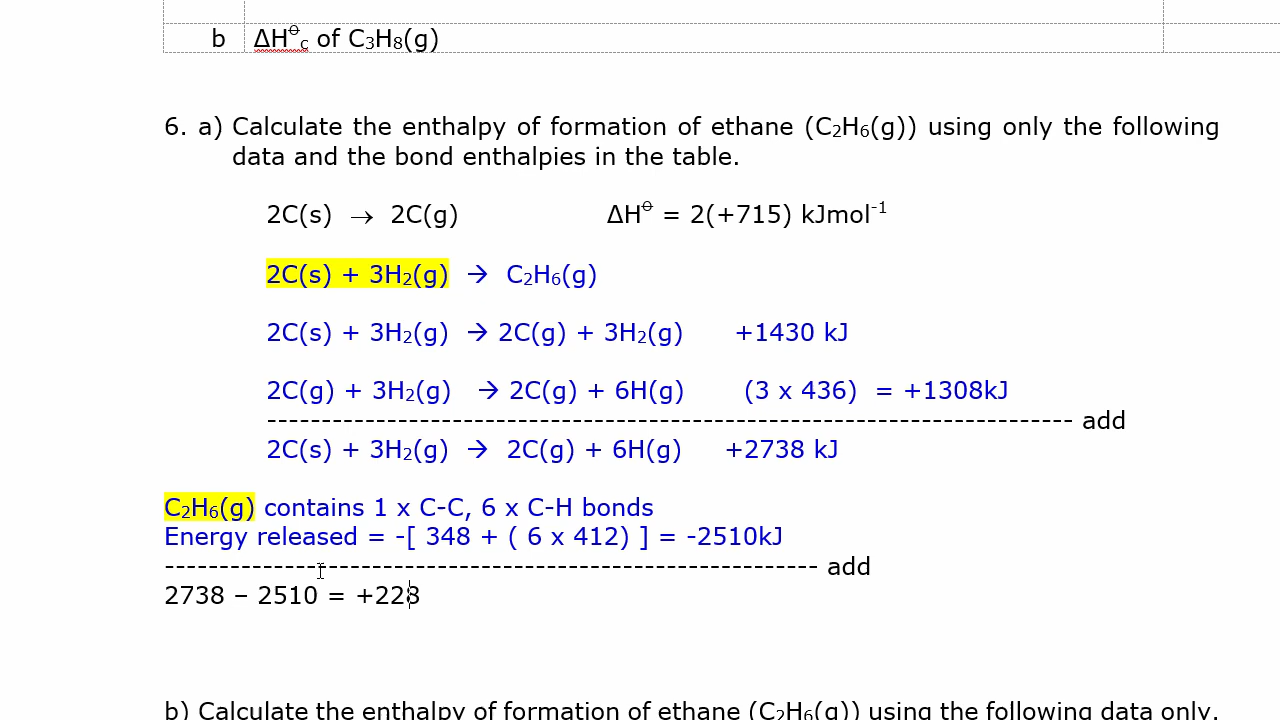 b ΔH⦵c of C₃H₈(g)
6. a) Calculate the enthalpy of formation of ethane (C₂H₆(g)) using only the following
data and the bond enthalpies in the table.
2C(s) → 2C(g) ΔH⦵ = 2(+715) kJmol⁻¹
2C(s) + 3H₂(g) → C₂H₆(g)
2C(s) + 3H₂(g) → 2C(g) + 3H₂(g) +1430 kJ
2C(g) + 3H₂(g) → 2C(g) + 6H(g) (3 x 436) = +1308kJ
-------------------------------------------------------------------------- add
2C(s) + 3H₂(g) → 2C(g) + 6H(g) +2738 kJ
C₂H₆(g) contains 1 x C-C, 6 x C-H bonds
Energy released = -[ 348 + ( 6 x 412) ] = -2510kJ
------------------------------------------------------------ add
2738 – 2510 = +228
b) Calculate the enthalpy of formation of ethane (C₂H₆(g)) using the following data only.